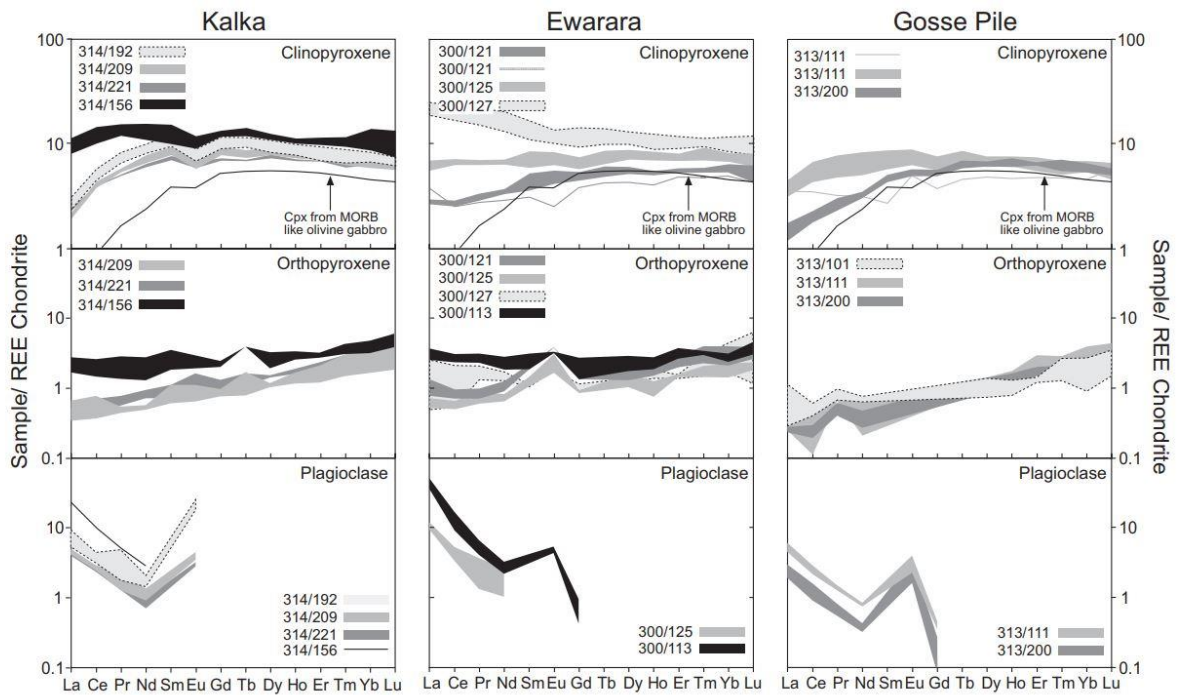 Kalka
Ewarara
Gosse Pile
100
314/192
314/209
314/221
314/156
Clinopyroxene
10
Cpx from MORB
like olivine gabbro
300/121
300/121
300/125
300/127
Clinopyroxene
Cpx from MORB
like olivine gabbro
313/111
313/111
313/200
Clinopyroxene
100
10
Cpx from MORB
like olivine gabbro
1
314/209
314/221
314/156
Orthopyroxene
10
1
0.1
300/121
300/125
300/127
300/113
Orthopyroxene
313/101
313/111
313/200
Orthopyroxene
1
10
1
0.1
Sample/ REE Chondrite
Sample/ REE Chondrite
Plagioclase
10
1
0.1
314/192
314/209
314/221
314/156
Plagioclase
300/125
300/113
Plagioclase
313/111
313/200
10
1
0.1
La Ce Pr Nd Sm Eu Gd Tb Dy Ho Er Tm Yb Lu
La Ce Pr Nd Sm Eu Gd Tb Dy Ho Er Tm Yb Lu
La Ce Pr Nd Sm Eu Gd Tb Dy Ho Er Tm Yb Lu